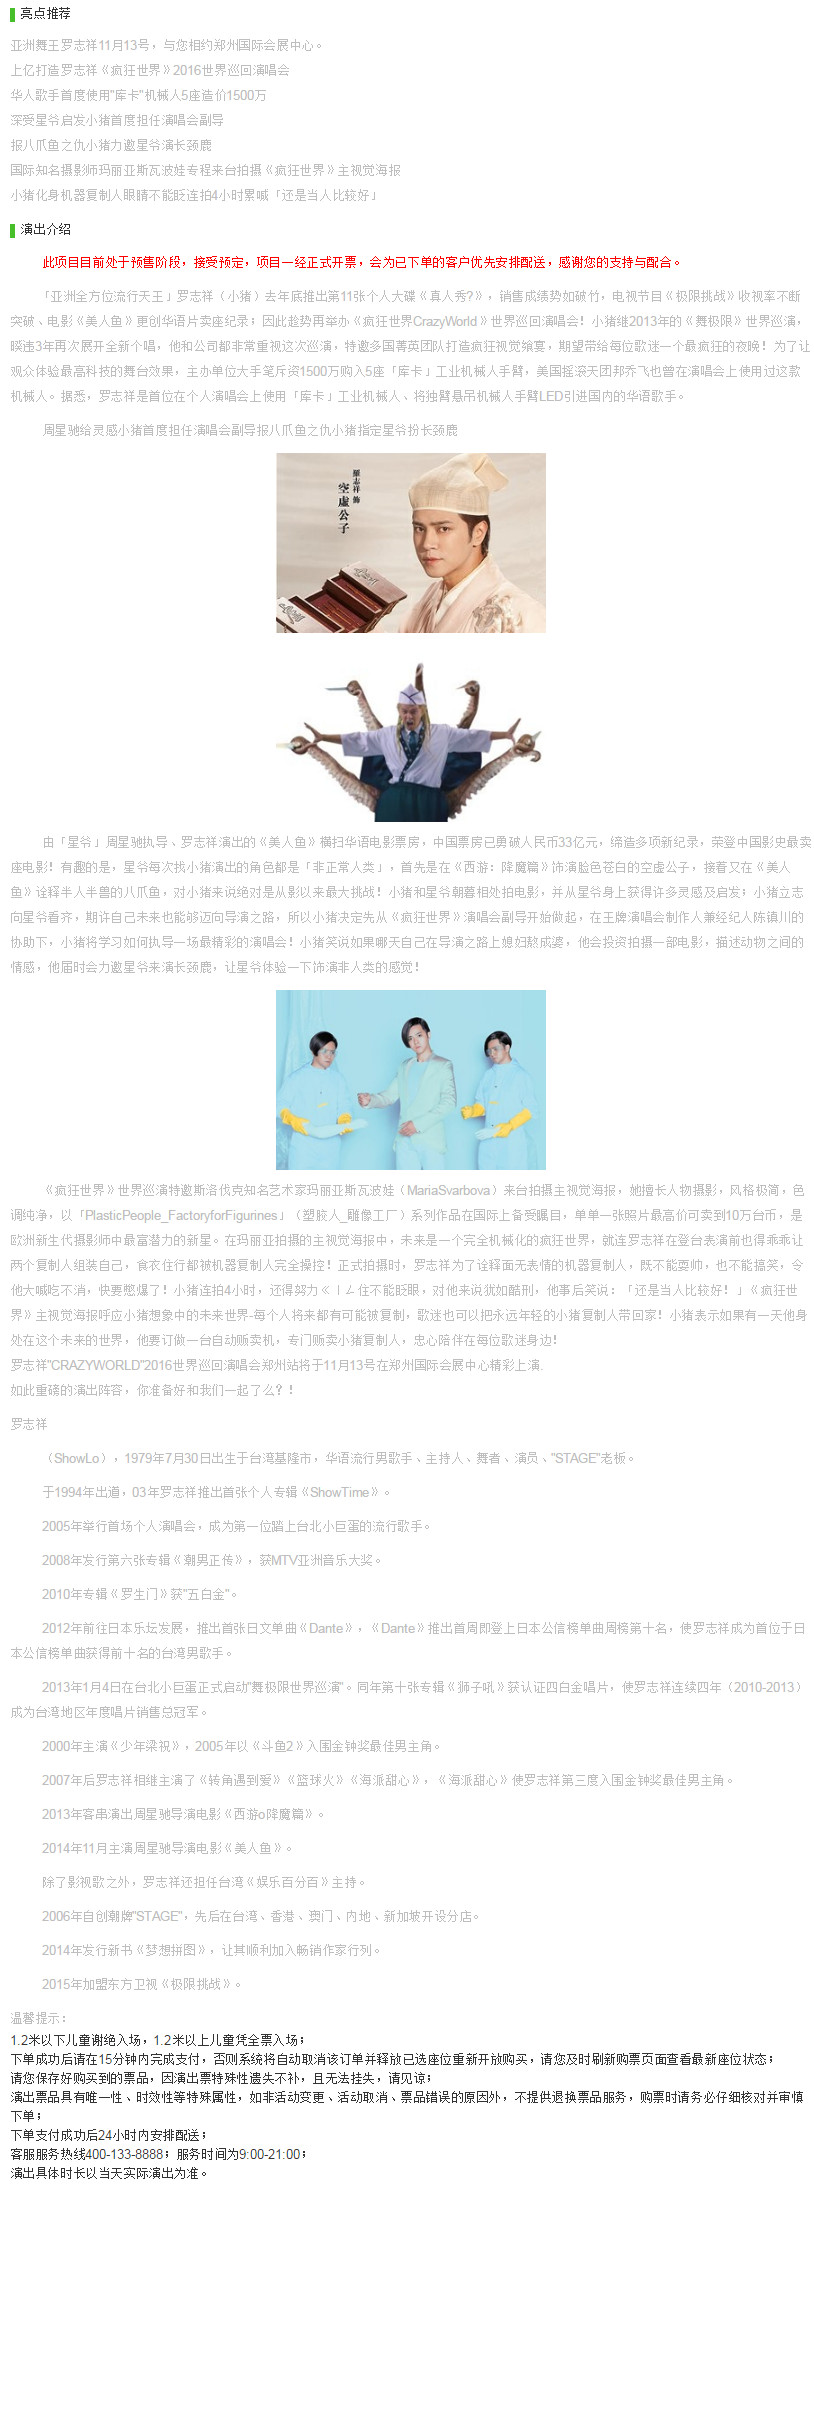 亮点推荐
亚洲舞王罗志祥11月13号，与您相约郑州国际会展中心。
上亿打造罗志祥《疯狂世界》2016世界巡回演唱会
华人歌手首度使用"库卡"机械人5座造价1500万
深受星爷启发小猪首度担任演唱会副导
报八爪鱼之仇小猪力邀星爷演长颈鹿
国际知名摄影师玛丽亚斯瓦波娃专程来台拍摄《疯狂世界》主视觉海报
小猪化身机器复制人眼睛不能眨连拍4小时累喊「还是当人比较好」
演出介绍
此项目目前处于预售阶段，接受预定，项目一经正式开票，会为已下单的客户优先安排配送，感谢您的支持与配合。
「亚洲全方位流行天王」罗志祥（小猪）去年底推出第11张个人大碟《真人秀?》，销售成绩势如破竹，电视节目《极限挑战》收视率不断
突破、电影《美人鱼》更创华语片卖座纪录；因此趁势再举办《疯狂世界CrazyWorld》世界巡回演唱会！小猪继2013年的《舞极限》世界巡演，
睽违3年再次展开全新个唱，他和公司都非常重视这次巡演，特邀多国菁英团队打造疯狂视觉飨宴，期望带给每位歌迷一个最疯狂的夜晚！为了让
观众体验最高科技的舞台效果，主办单位大手笔斥资1500万购入5座「库卡」工业机械人手臂，美国摇滚天团邦乔飞也曾在演唱会上使用过这款
机械人。据悉，罗志祥是首位在个人演唱会上使用「库卡」工业机械人、将独臂悬吊机械人手臂LED引进国内的华语歌手。
周星驰给灵感小猪首度担任演唱会副导报八爪鱼之仇小猪指定星爷扮长颈鹿
羅志祥 飾
空虛公子
由「星爷」周星驰执导、罗志祥演出的《美人鱼》横扫华语电影票房，中国票房已勇破人民币33亿元，缔造多项新纪录，荣登中国影史最卖
座电影！有趣的是，星爷每次找小猪演出的角色都是「非正常人类」，首先是在《西游：降魔篇》饰演脸色苍白的空虚公子，接着又在《美人
鱼》诠释半人半兽的八爪鱼，对小猪来说绝对是从影以来最大挑战！小猪和星爷朝暮相处拍电影，并从星爷身上获得许多灵感及启发；小猪立志
向星爷看齐，期许自己未来也能够迈向导演之路，所以小猪决定先从《疯狂世界》演唱会副导开始做起，在王牌演唱会制作人兼经纪人陈镇川的
协助下，小猪将学习如何执导一场最精彩的演唱会！小猪笑说如果哪天自己在导演之路上媳妇熬成婆，他会投资拍摄一部电影，描述动物之间的
情感，他届时会力邀星爷来演长颈鹿，让星爷体验一下饰演非人类的感觉！
《疯狂世界》世界巡演特邀斯洛伐克知名艺术家玛丽亚斯瓦波娃（MariaSvarbova）来台拍摄主视觉海报，她擅长人物摄影，风格极简，色
调纯净，以「PlasticPeople_FactoryforFigurines」（塑胶人_雕像工厂）系列作品在国际上备受瞩目，单单一张照片最高价可卖到10万台币，是
欧洲新生代摄影师中最富潜力的新星。在玛丽亚拍摄的主视觉海报中，未来是一个完全机械化的疯狂世界，就连罗志祥在登台表演前也得乖乖让
两个复制人组装自己，食衣住行都被机器复制人完全操控！正式拍摄时，罗志祥为了诠释面无表情的机器复制人，既不能耍帅，也不能搞笑，令
他大喊吃不消，快要憋爆了！小猪连拍4小时，还得努力ㄍㄧㄥ住不能眨眼，对他来说犹如酷刑，他事后笑说：「还是当人比较好！」《疯狂世
界》主视觉海报呼应小猪想象中的未来世界-每个人将来都有可能被复制，歌迷也可以把永远年轻的小猪复制人带回家！小猪表示如果有一天他身
处在这个未来的世界，他要订做一台自动贩卖机，专门贩卖小猪复制人，忠心陪伴在每位歌迷身边！
罗志祥"CRAZYWORLD"2016世界巡回演唱会郑州站将于11月13号在郑州国际会展中心精彩上演.
如此重磅的演出阵容，你准备好和我们一起了么？！
罗志祥
（ShowLo），1979年7月30日出生于台湾基隆市，华语流行男歌手、主持人、舞者、演员、"STAGE"老板。
于1994年出道，03年罗志祥推出首张个人专辑《ShowTime》。
2005年举行首场个人演唱会，成为第一位踏上台北小巨蛋的流行歌手。
2008年发行第六张专辑《潮男正传》，获MTV亚洲音乐大奖。
2010年专辑《罗生门》获"五白金"。
2012年前往日本乐坛发展，推出首张日文单曲《Dante》，《Dante》推出首周即登上日本公信榜单曲周榜第十名，使罗志祥成为首位于日
本公信榜单曲获得前十名的台湾男歌手。
2013年1月4日在台北小巨蛋正式启动"舞极限世界巡演"。同年第十张专辑《狮子吼》获认证四白金唱片，使罗志祥连续四年（2010-2013）
成为台湾地区年度唱片销售总冠军。
2000年主演《少年梁祝》，2005年以《斗鱼2》入围金钟奖最佳男主角。
2007年后罗志祥相继主演了《转角遇到爱》《篮球火》《海派甜心》，《海派甜心》使罗志祥第三度入围金钟奖最佳男主角。
2013年客串演出周星驰导演电影《西游o降魔篇》。
2014年11月主演周星驰导演电影《美人鱼》。
除了影视歌之外，罗志祥还担任台湾《娱乐百分百》主持。
2006年自创潮牌"STAGE"，先后在台湾、香港、澳门、内地、新加坡开设分店。
2014年发行新书《梦想拼图》，让其顺利加入畅销作家行列。
2015年加盟东方卫视《极限挑战》。
温馨提示：
1.2米以下儿童谢绝入场，1.2米以上儿童凭全票入场；
下单成功后请在15分钟内完成支付，否则系统将自动取消该订单并释放已选座位重新开放购买，请您及时刷新购票页面查看最新座位状态；
请您保存好购买到的票品，因演出票特殊性遗失不补，且无法挂失，请见谅；
演出票品具有唯一性、时效性等特殊属性，如非活动变更、活动取消、票品错误的原因外，不提供退换票品服务，购票时请务必仔细核对并审慎
下单；
下单支付成功后24小时内安排配送；
客服服务热线400-133-8888；服务时间为9:00-21:00；
演出具体时长以当天实际演出为准。